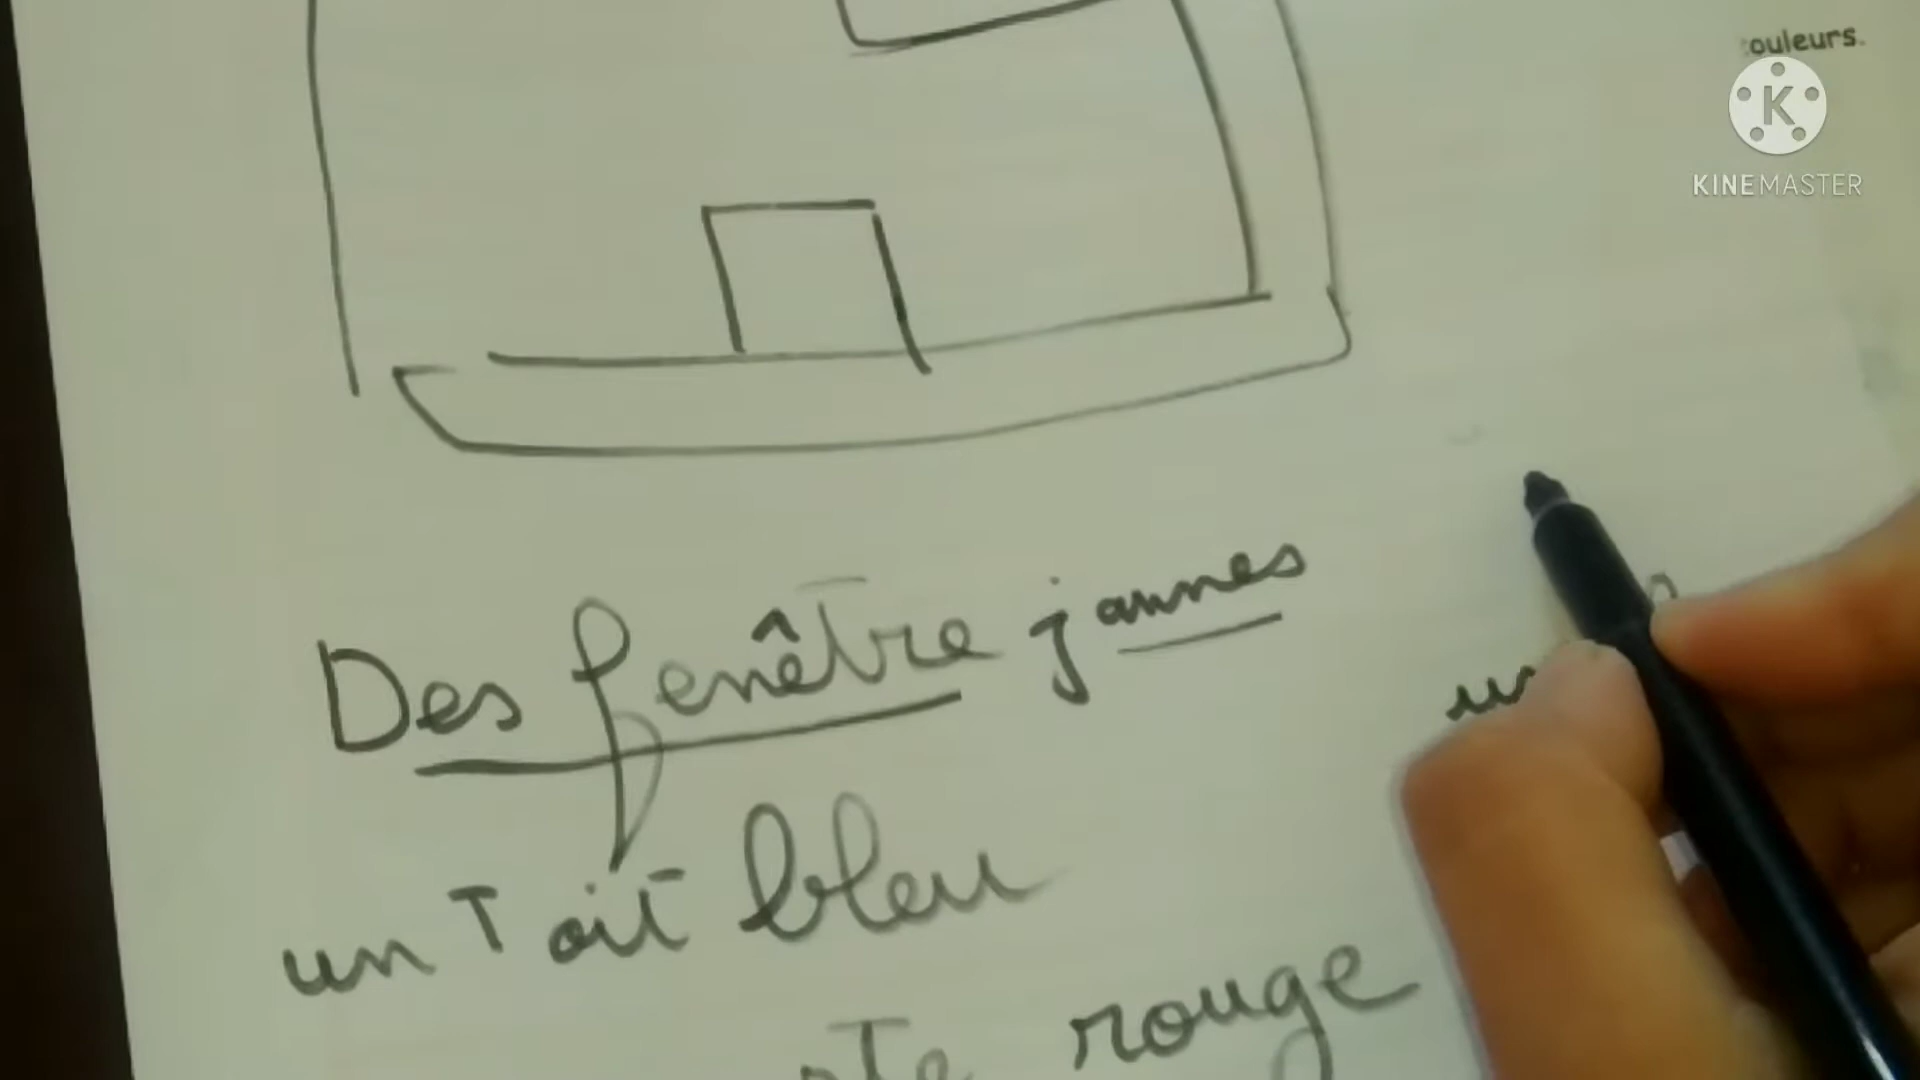 ouleurs.
KINEMASTER
Des fenêtre jaunes
un Toit bleu
rouge